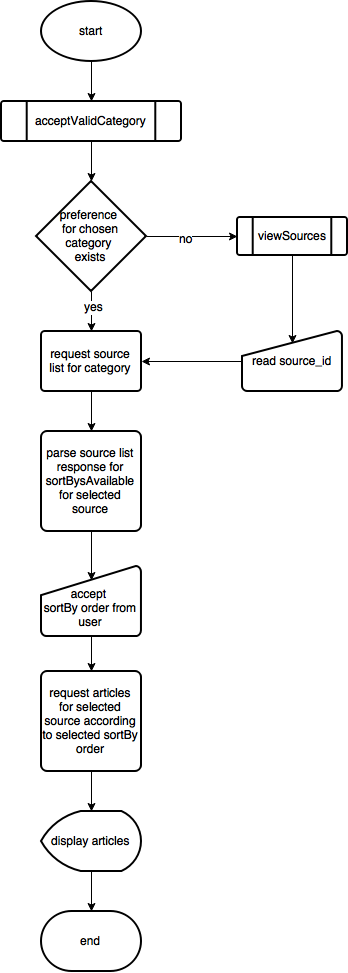 start
acceptValidCategory
preference
for chosen
category
exists
no
viewSources
yes
request source
list for category
read source_id
parse source list
response for
sortBysAvailable
for selected
source
accept
sortBy order from
user
request articles
for selected
source according
to selected sortBy
order
display articles
end